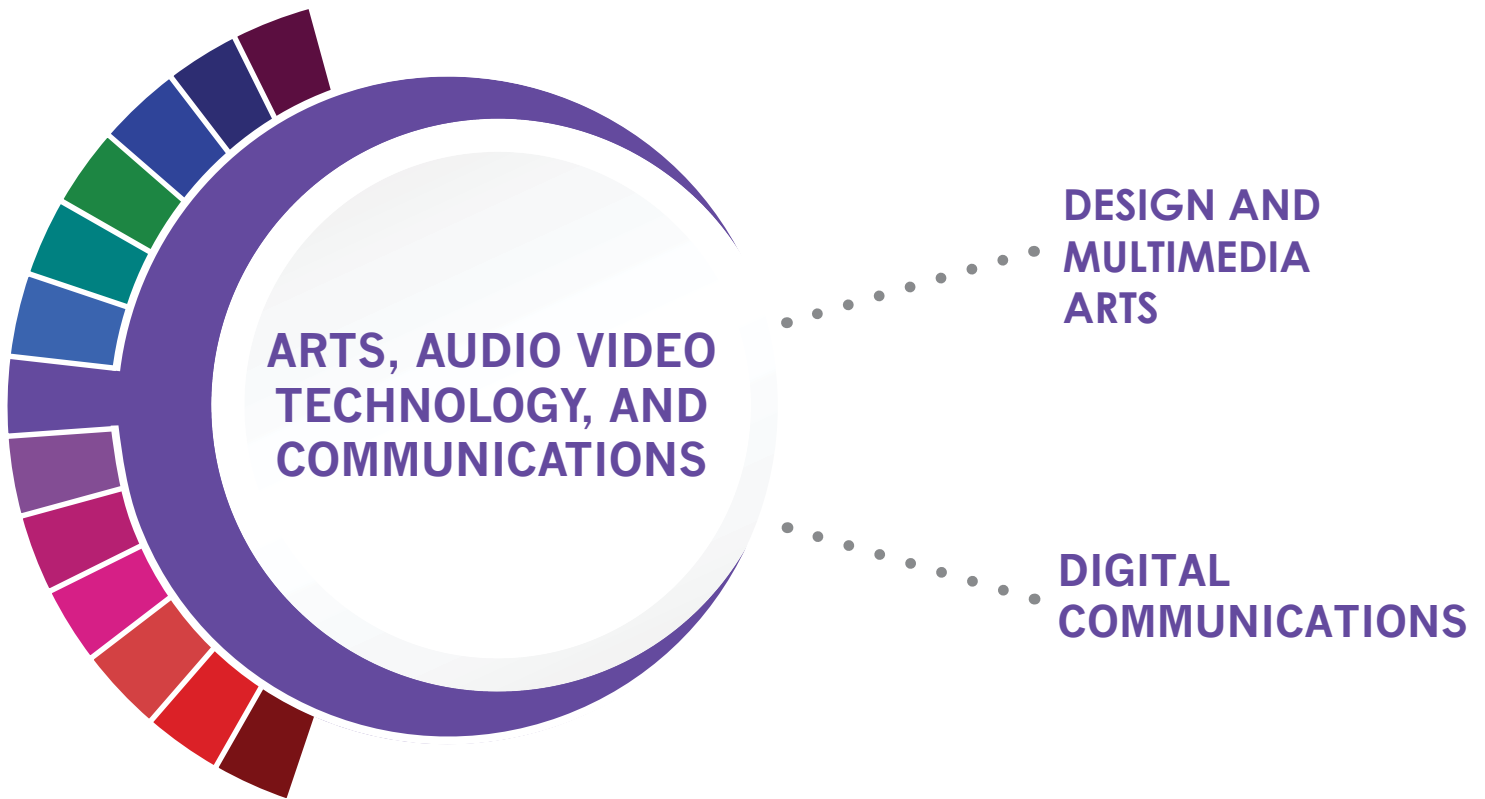 ARTS, AUDIO VIDEO
TECHNOLOGY, AND
COMMUNICATIONS
DESIGN AND
MULTIMEDIA
ARTS
DIGITAL
COMMUNICATIONS